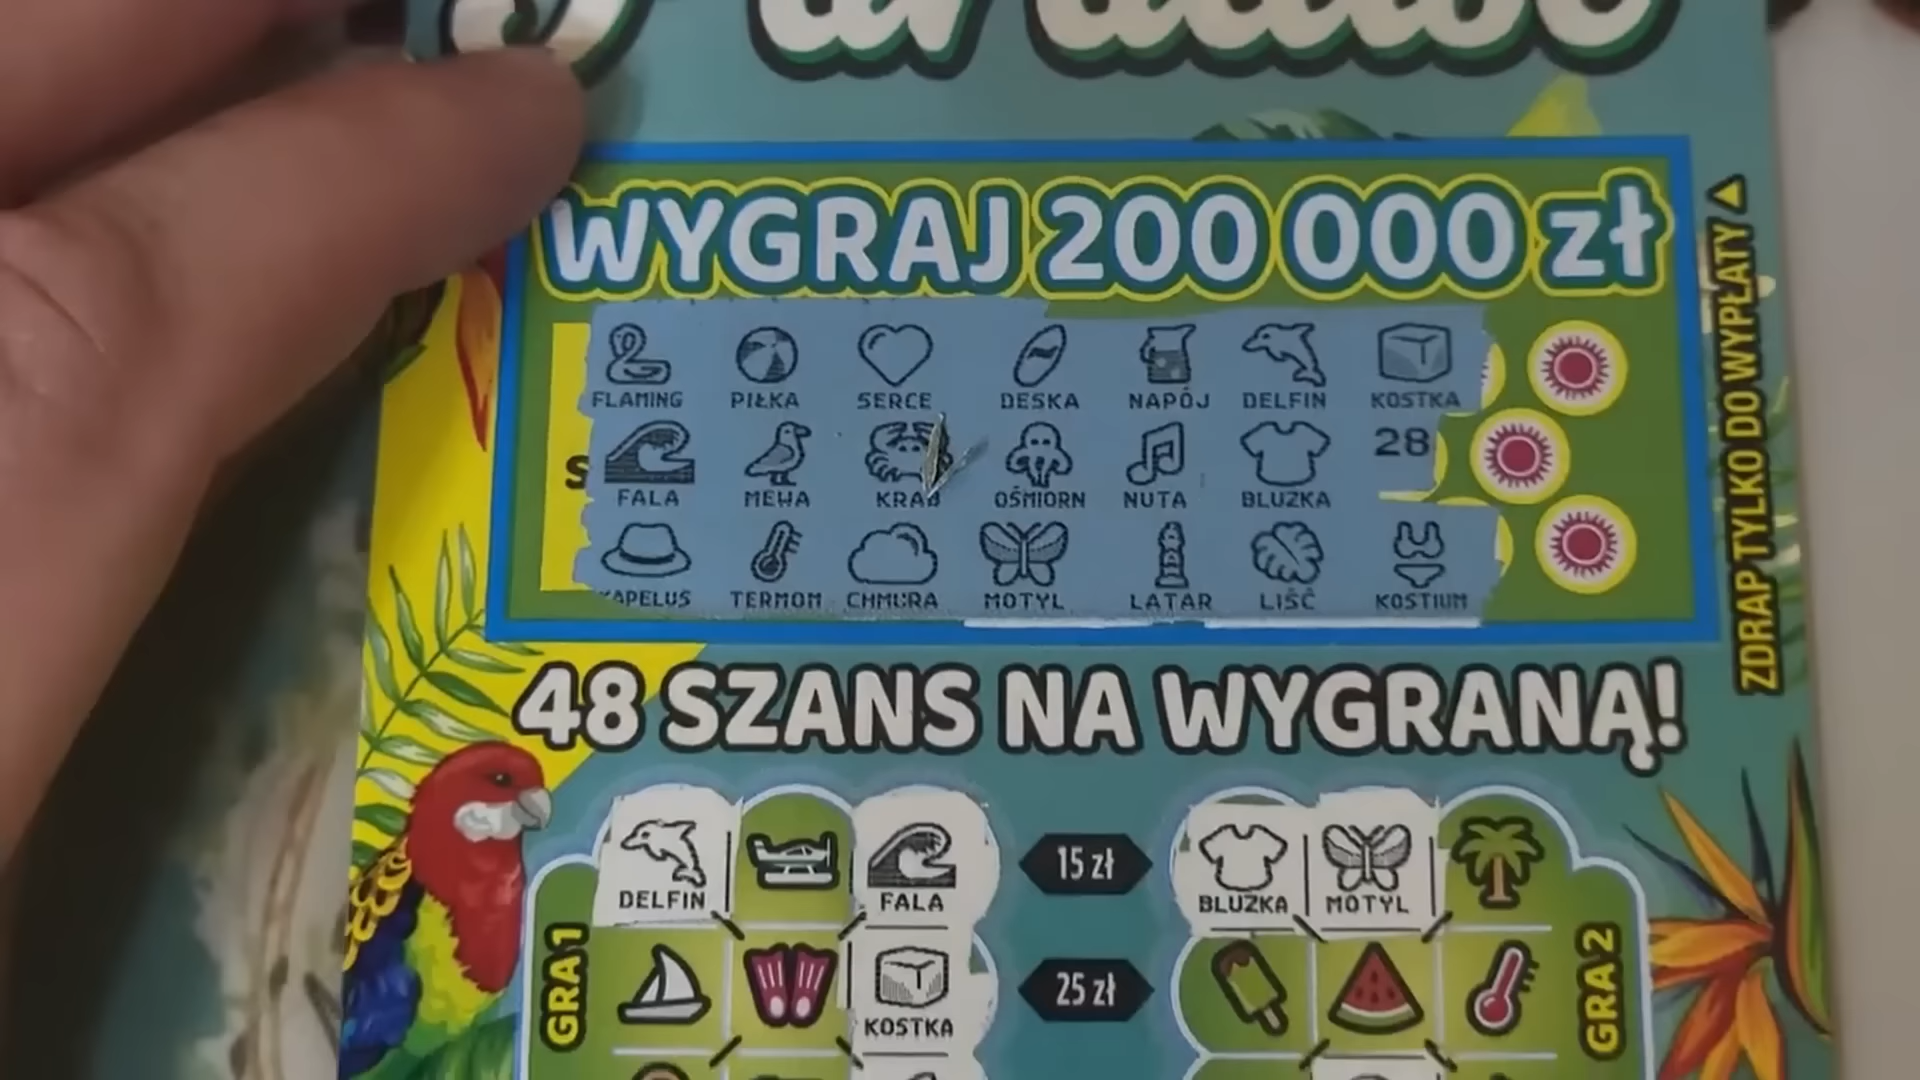 WYGRAJ 200 000 zł
FLAMING PIŁKA SERCE DESKA NAPÓJ DELFIN KOSTKA
28
FALA MEWA KRAB OŚMIORN NUTA BLUZKA
KAPELUS TERMOM CHMURA MOTYL LATAR LIŚĆ KOSTIUM
ZDRAP TYLKO DO WYPŁATY
48 SZANS NA WYGRANĄ!
DELFIN FALA 15 zł BLUZKA MOTYL
GRA 1 KOSTKA 25 zł GRA 2